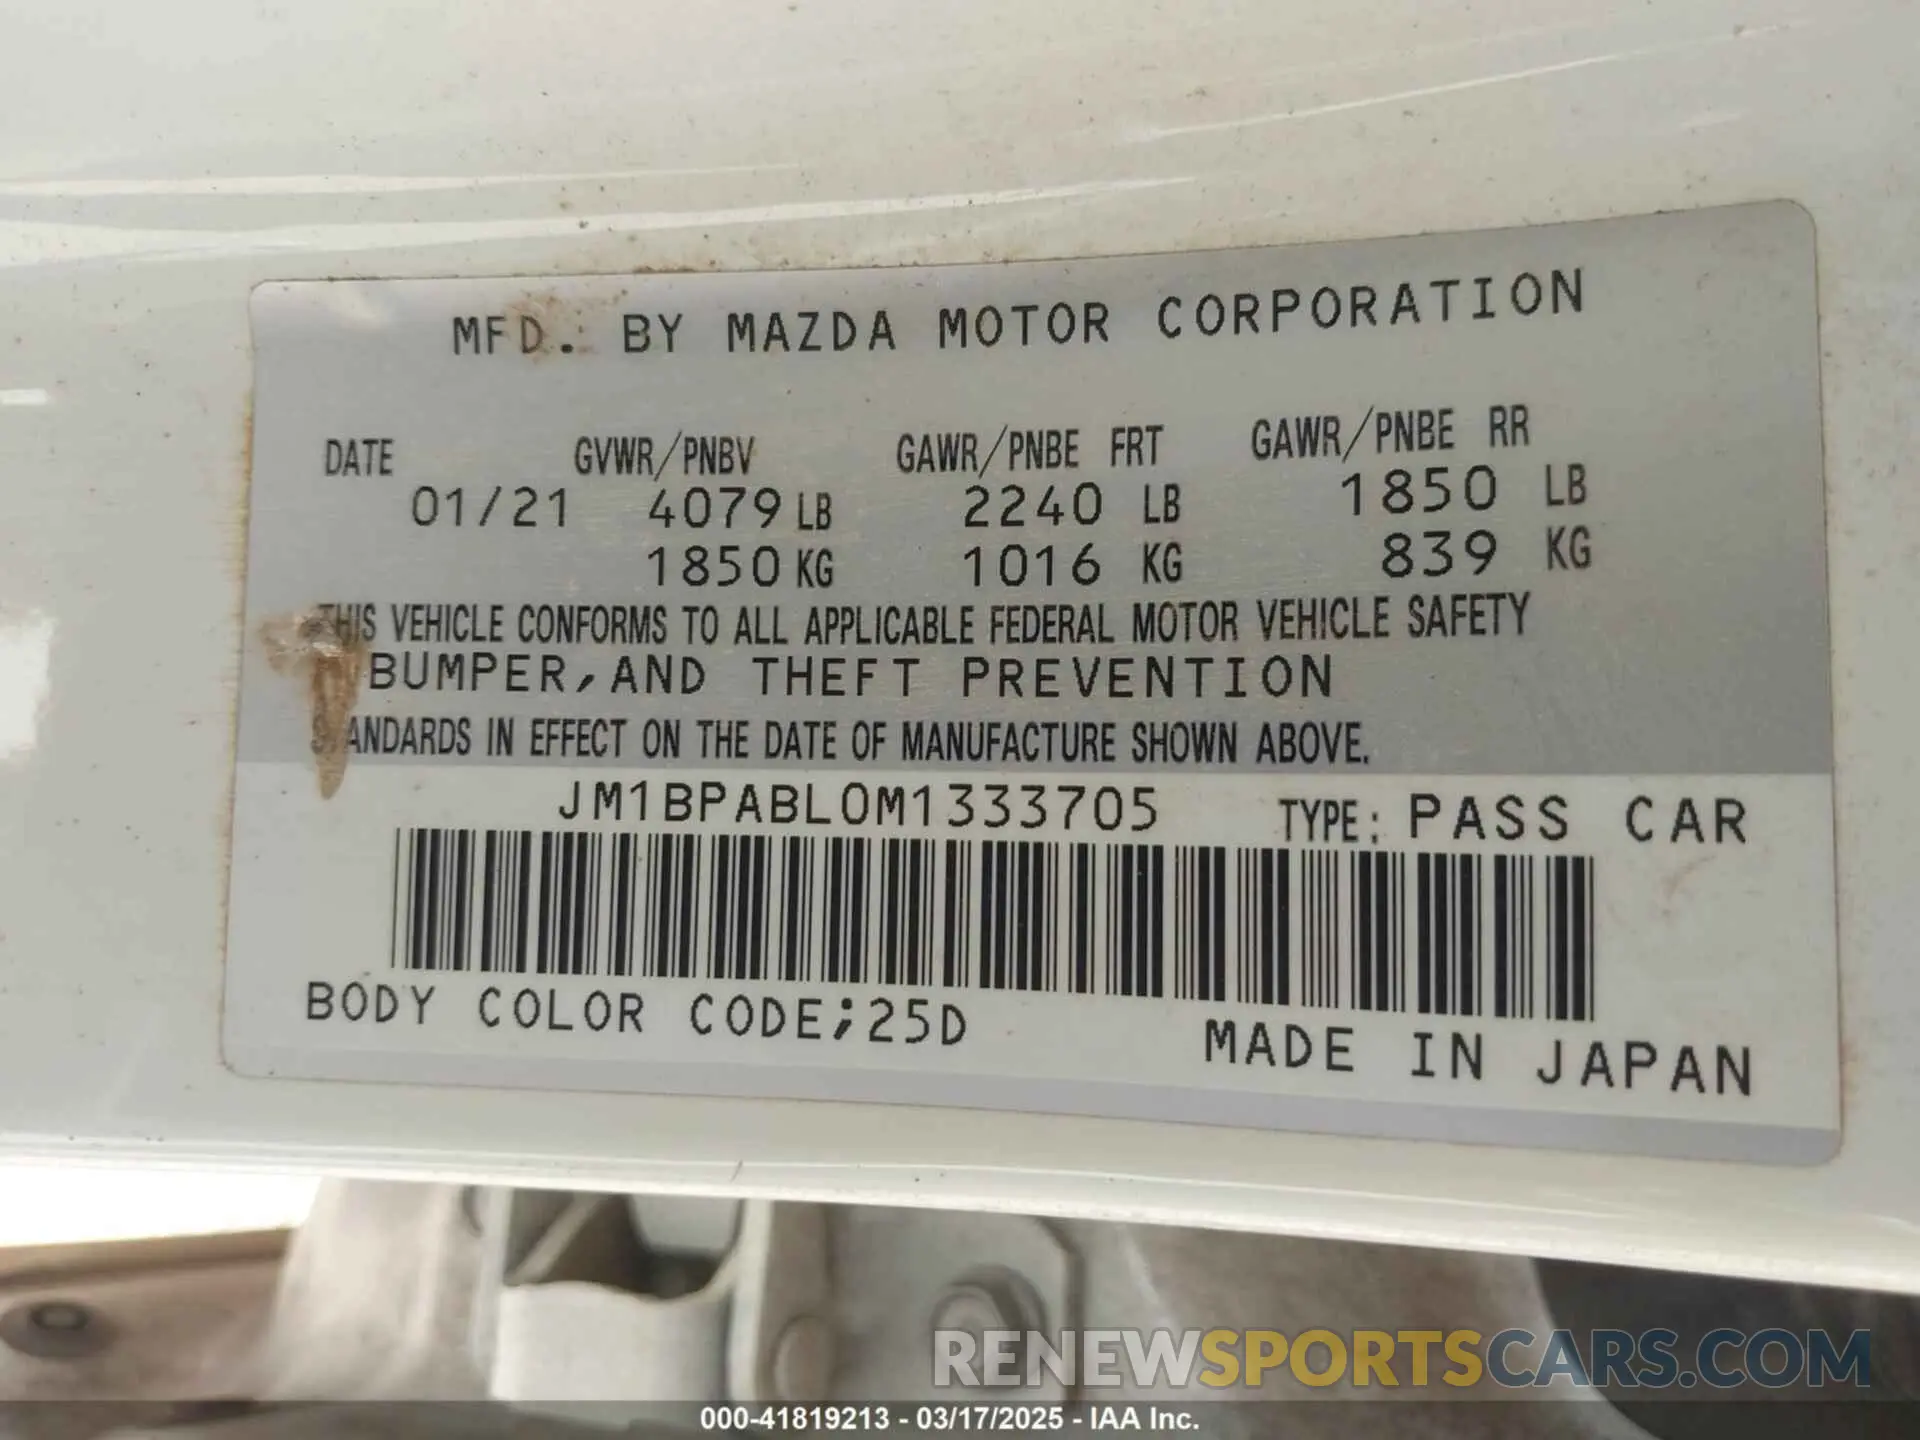 MFD. BY MAZDA MOTOR CORPORATION
DATE GVWR/PNBV GAWR/PNBE FRT GAWR/PNBE RR
01/21 4079 LB 2240 LB 1850 LB
1850 KG 1016 KG 839 KG
THIS VEHICLE CONFORMS TO ALL APPLICABLE FEDERAL MOTOR VEHICLE SAFETY
BUMPER,AND THEFT PREVENTION
STANDARDS IN EFFECT ON THE DATE OF MANUFACTURE SHOWN ABOVE.
JM1BPABL0M1333705 TYPE: PASS CAR
BODY COLOR CODE;25D
MADE IN JAPAN
RENEWSPORTSCARS.COM
000-41819213 - 03/17/2025 - IAA Inc.